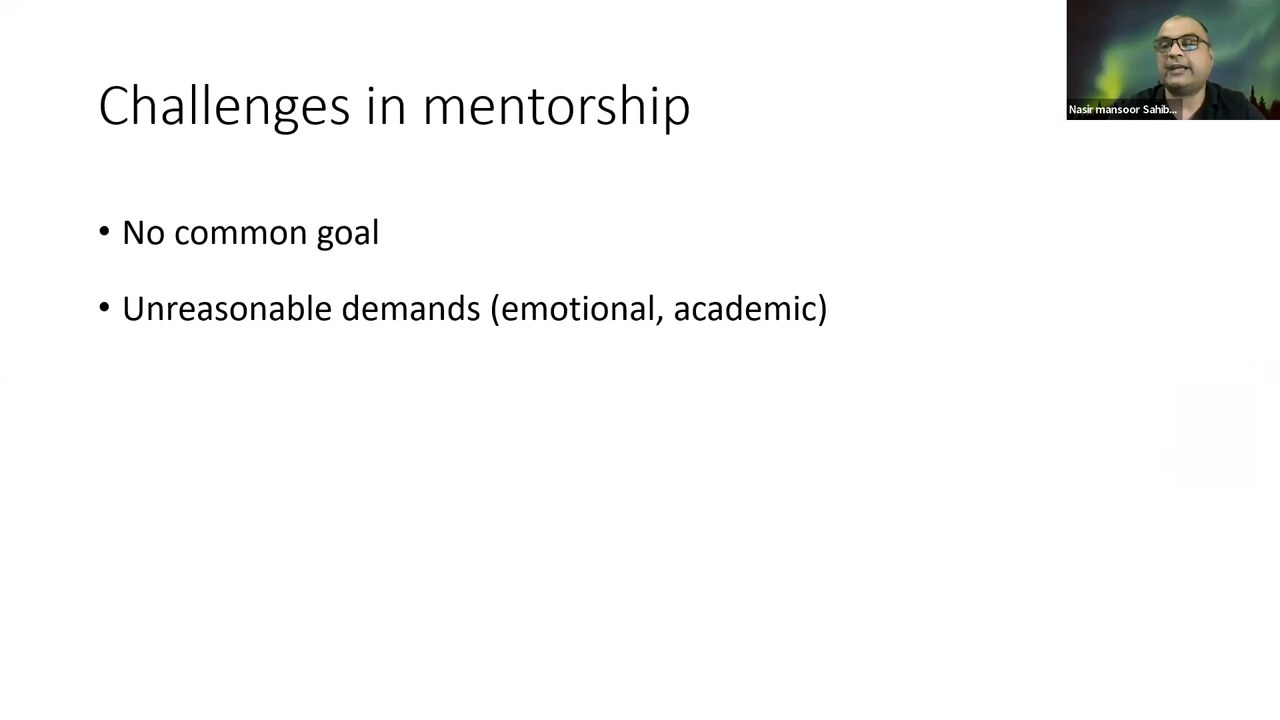 Challenges in mentorship
Nasir mansoor Sahib...
• No common goal
• Unreasonable demands (emotional, academic)